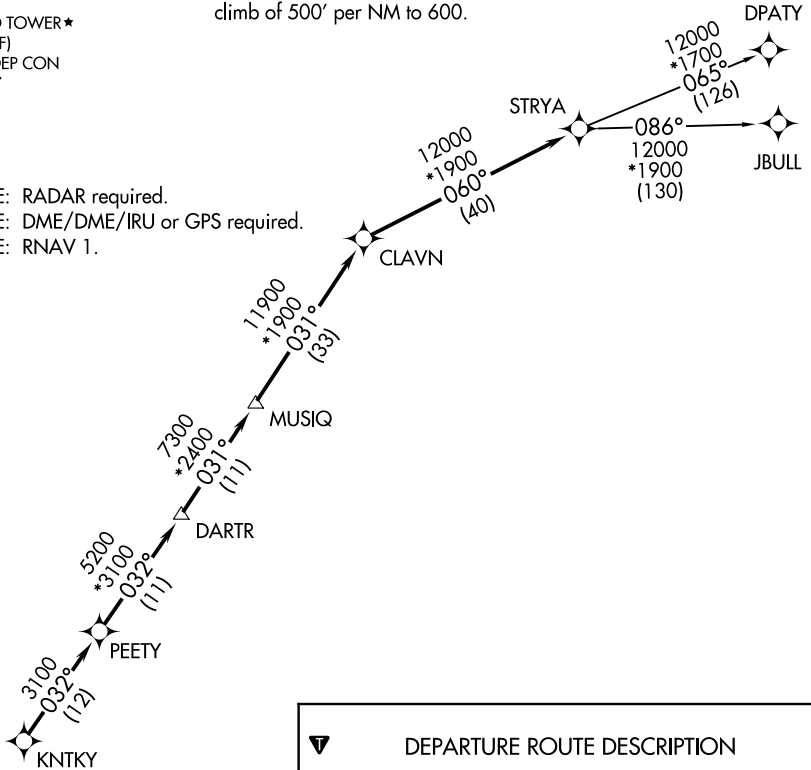 TOWER★
F)
EP CON
climb of 500' per NM to 600.
DPATY
12000
*1700
065°
(126)
STRYA
086°
12000
*1900
(130)
JBULL
12000
*1900
060°
(40)
E: RADAR required.
E: DME/DME/IRU or GPS required.
E: RNAV 1.
CLAVN
11900
*1900
031°
(33)
MUSIQ
7300
*2400
031°
(11)
DARTR
5200
*3100
032°
(11)
PEETY
3100
032°
(12)
KNTKY
T DEPARTURE ROUTE DESCRIPTION